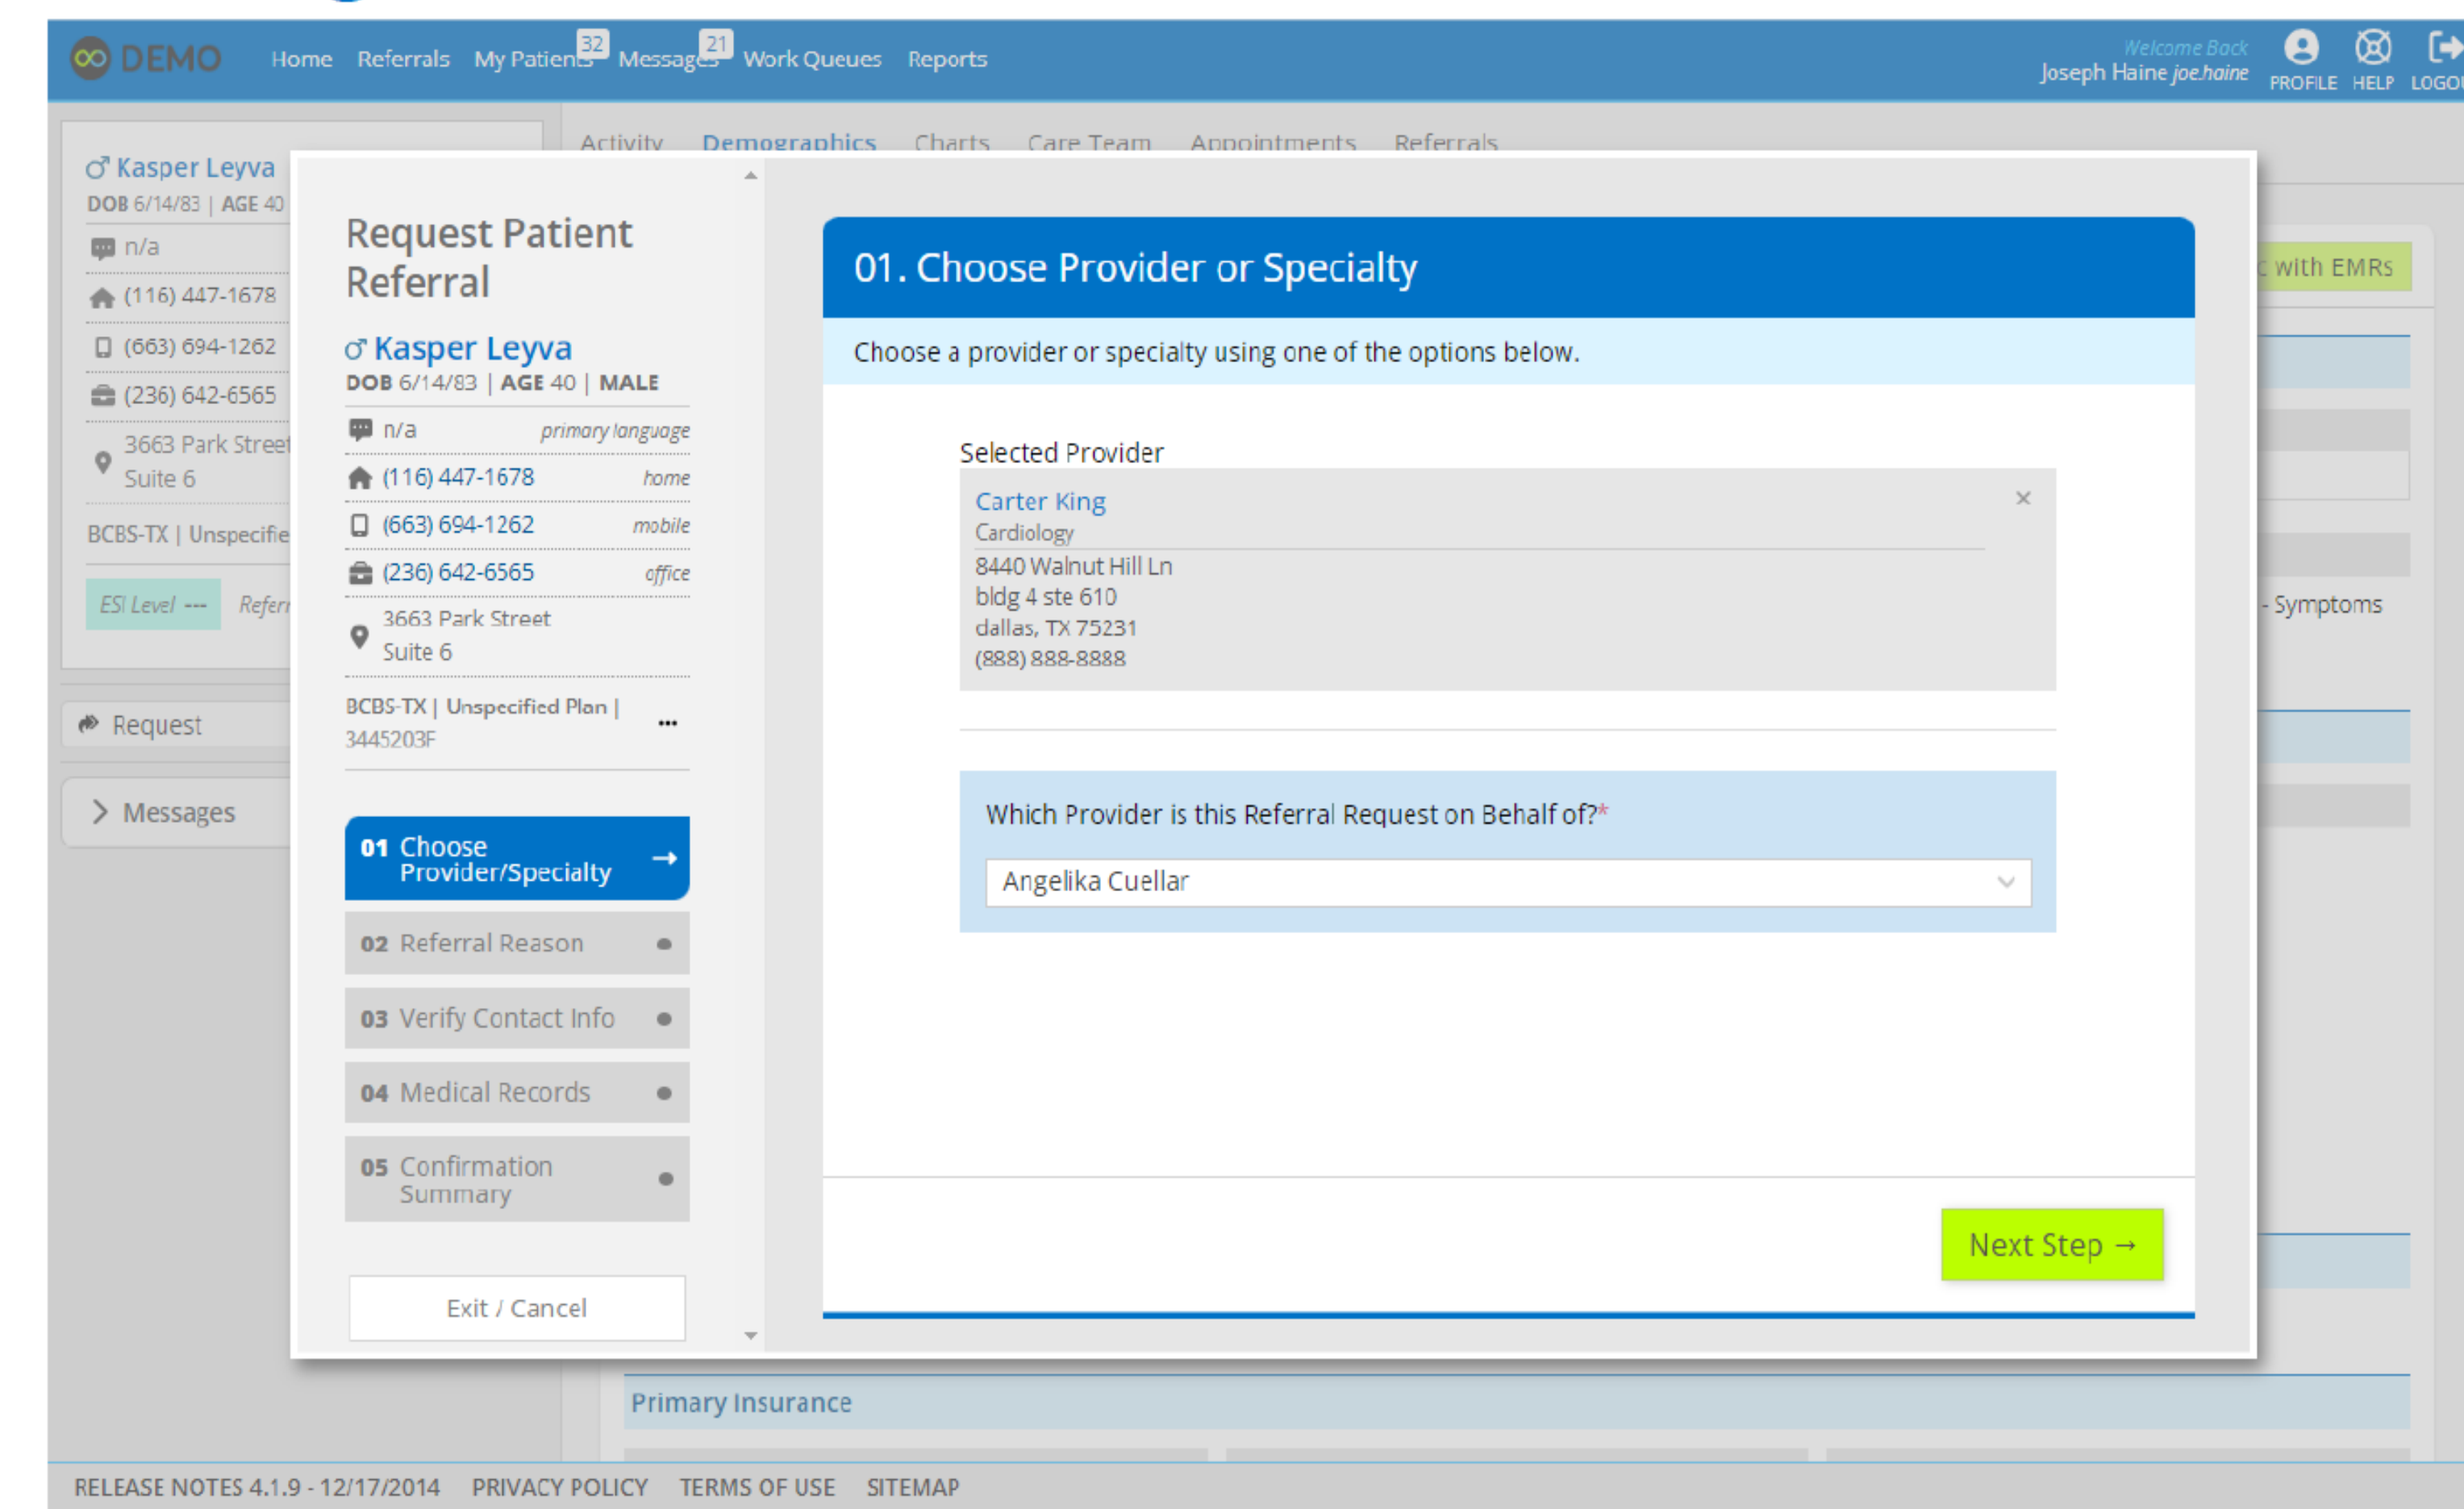 DEMO
Home Referrals My Patients 32 Messages 21 Work Queues Reports
Welcome Back
Joseph Haine joe.haine
PROFILE HELP
Activity Demographics Charts Care Team Appointments Referrals
Kasper Leyva
DOB 6/14/83 | AGE 40
n/a
(116) 447-1678
(663) 694-1262
(236) 642-6565
3663 Park Street
Suite 6
BCBS-TX | Unspecifie
ESI Level --- Referr
Request
Messages
Request Patient
Referral
Kasper Leyva
DOB 6/14/83 | AGE 40 | MALE
n/a primary language
(116) 447-1678 home
(663) 694-1262 mobile
(236) 642-6565 office
3663 Park Street
Suite 6
BCBS-TX | Unspecified Plan |
3445203F
01 Choose
Provider/Specialty
02 Referral Reason
03 Verify Contact Info
04 Medical Records
05 Confirmation
Summary
Exit / Cancel
01. Choose Provider or Specialty
Choose a provider or specialty using one of the options below.
Selected Provider
Carter King
Cardiology
8440 Walnut Hill Ln
bldg 4 ste 610
dallas, TX 75231
(888) 888-8888
Which Provider is this Referral Request on Behalf of?*
Angelika Cuellar
Next Step →
with EMRs
- Symptoms
Primary Insurance
RELEASE NOTES 4.1.9 - 12/17/2014 PRIVACY POLICY TERMS OF USE SITEMAP